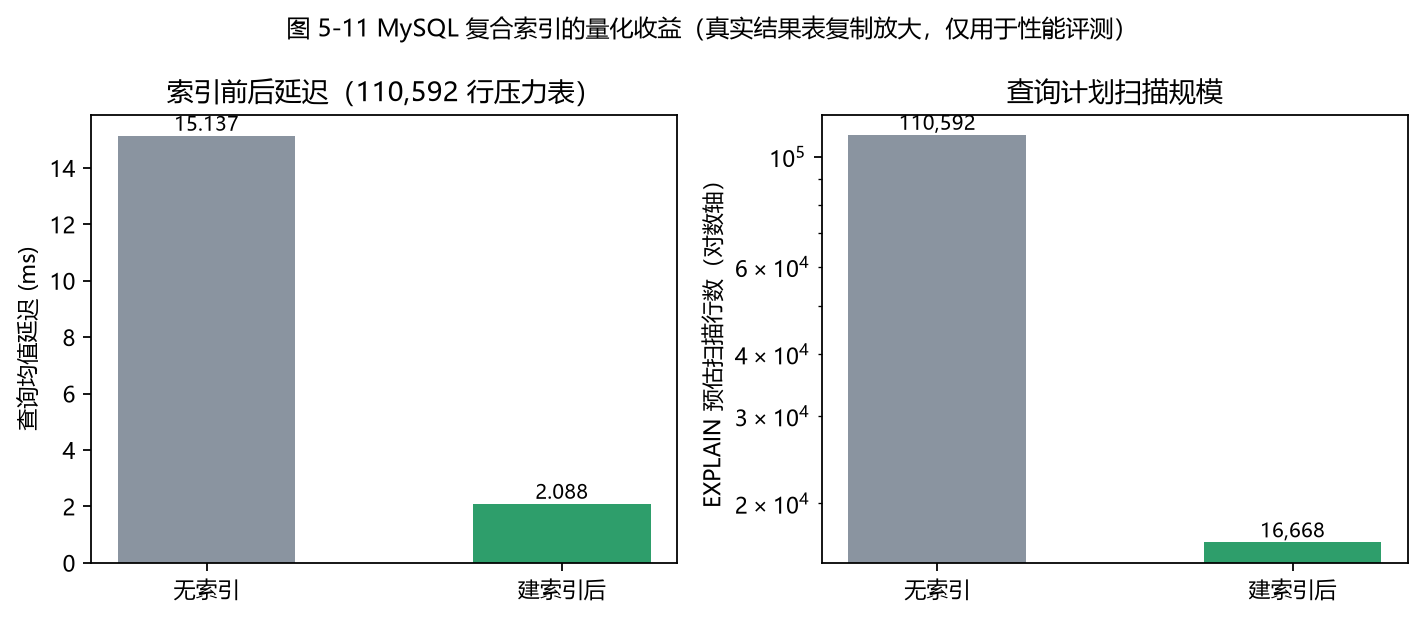 图 5-11 MySQL 复合索引的量化收益（真实结果表复制放大，仅用于性能评测）
索引前后延迟（110,592 行压力表）
查询均值延迟 (ms)
14
12
10
8
6
4
2
0
15.137
2.088
无索引
建索引后
查询计划扫描规模
EXPLAIN 预估扫描行数（对数轴）
10⁵
6 × 10⁴
4 × 10⁴
3 × 10⁴
2 × 10⁴
110,592
16,668
无索引
建索引后